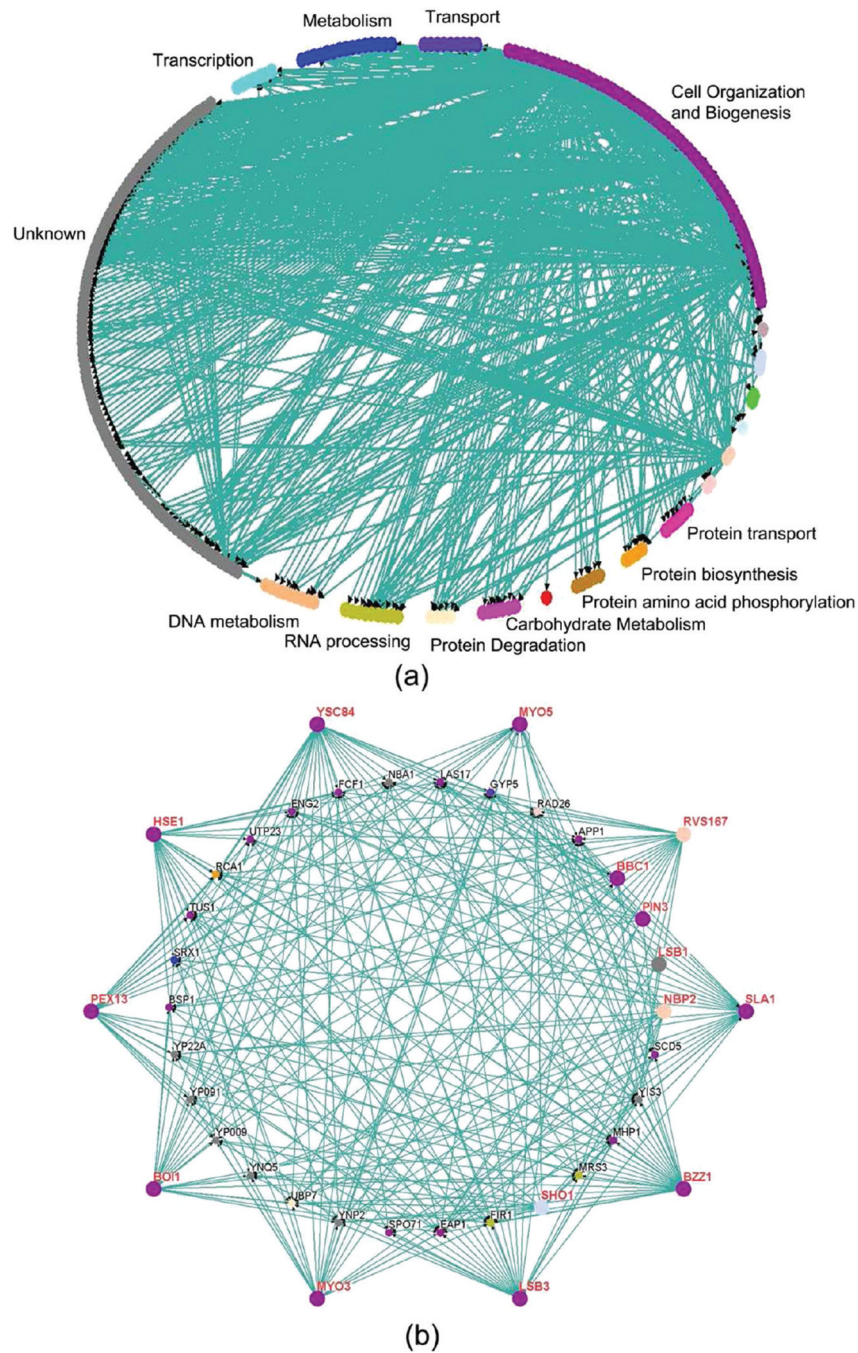 Metabolism
Transport
Transcription
Cell Organization
and Biogenesis
Unknown
Protein transport
Protein biosynthesis
Protein amino acid phosphorylation
Carbohydrate Metabolism
DNA metabolism
RNA processing
Protein Degradation
(a)
YSC84
MYO5
NBA1
LAS17
FCF1
GYP5
ENG2
RAD26
HSE1
UTP23
APP1
RVS167
RCA1
BBC1
TUS1
PIN3
SRX1
LSB1
PEX13
BSP1
NBP2
SLA1
YP22A
SCD5
YP091
YIS3
YP009
MHP1
BOI1
YNQ5
MRS3
BZZ1
UBP7
SHO1
YNP2
FIR1
SPO71
EAP1
MYO3
LSB3
(b)